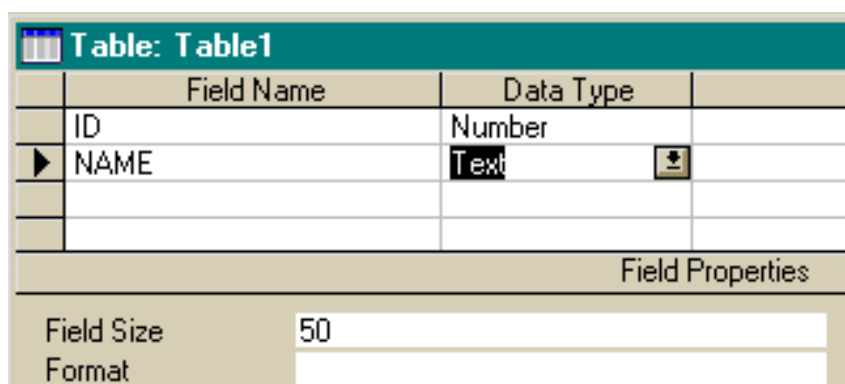 Table: Table1
Field Name Data Type
ID Number
NAME Text
Field Properties
Field Size 50
Format